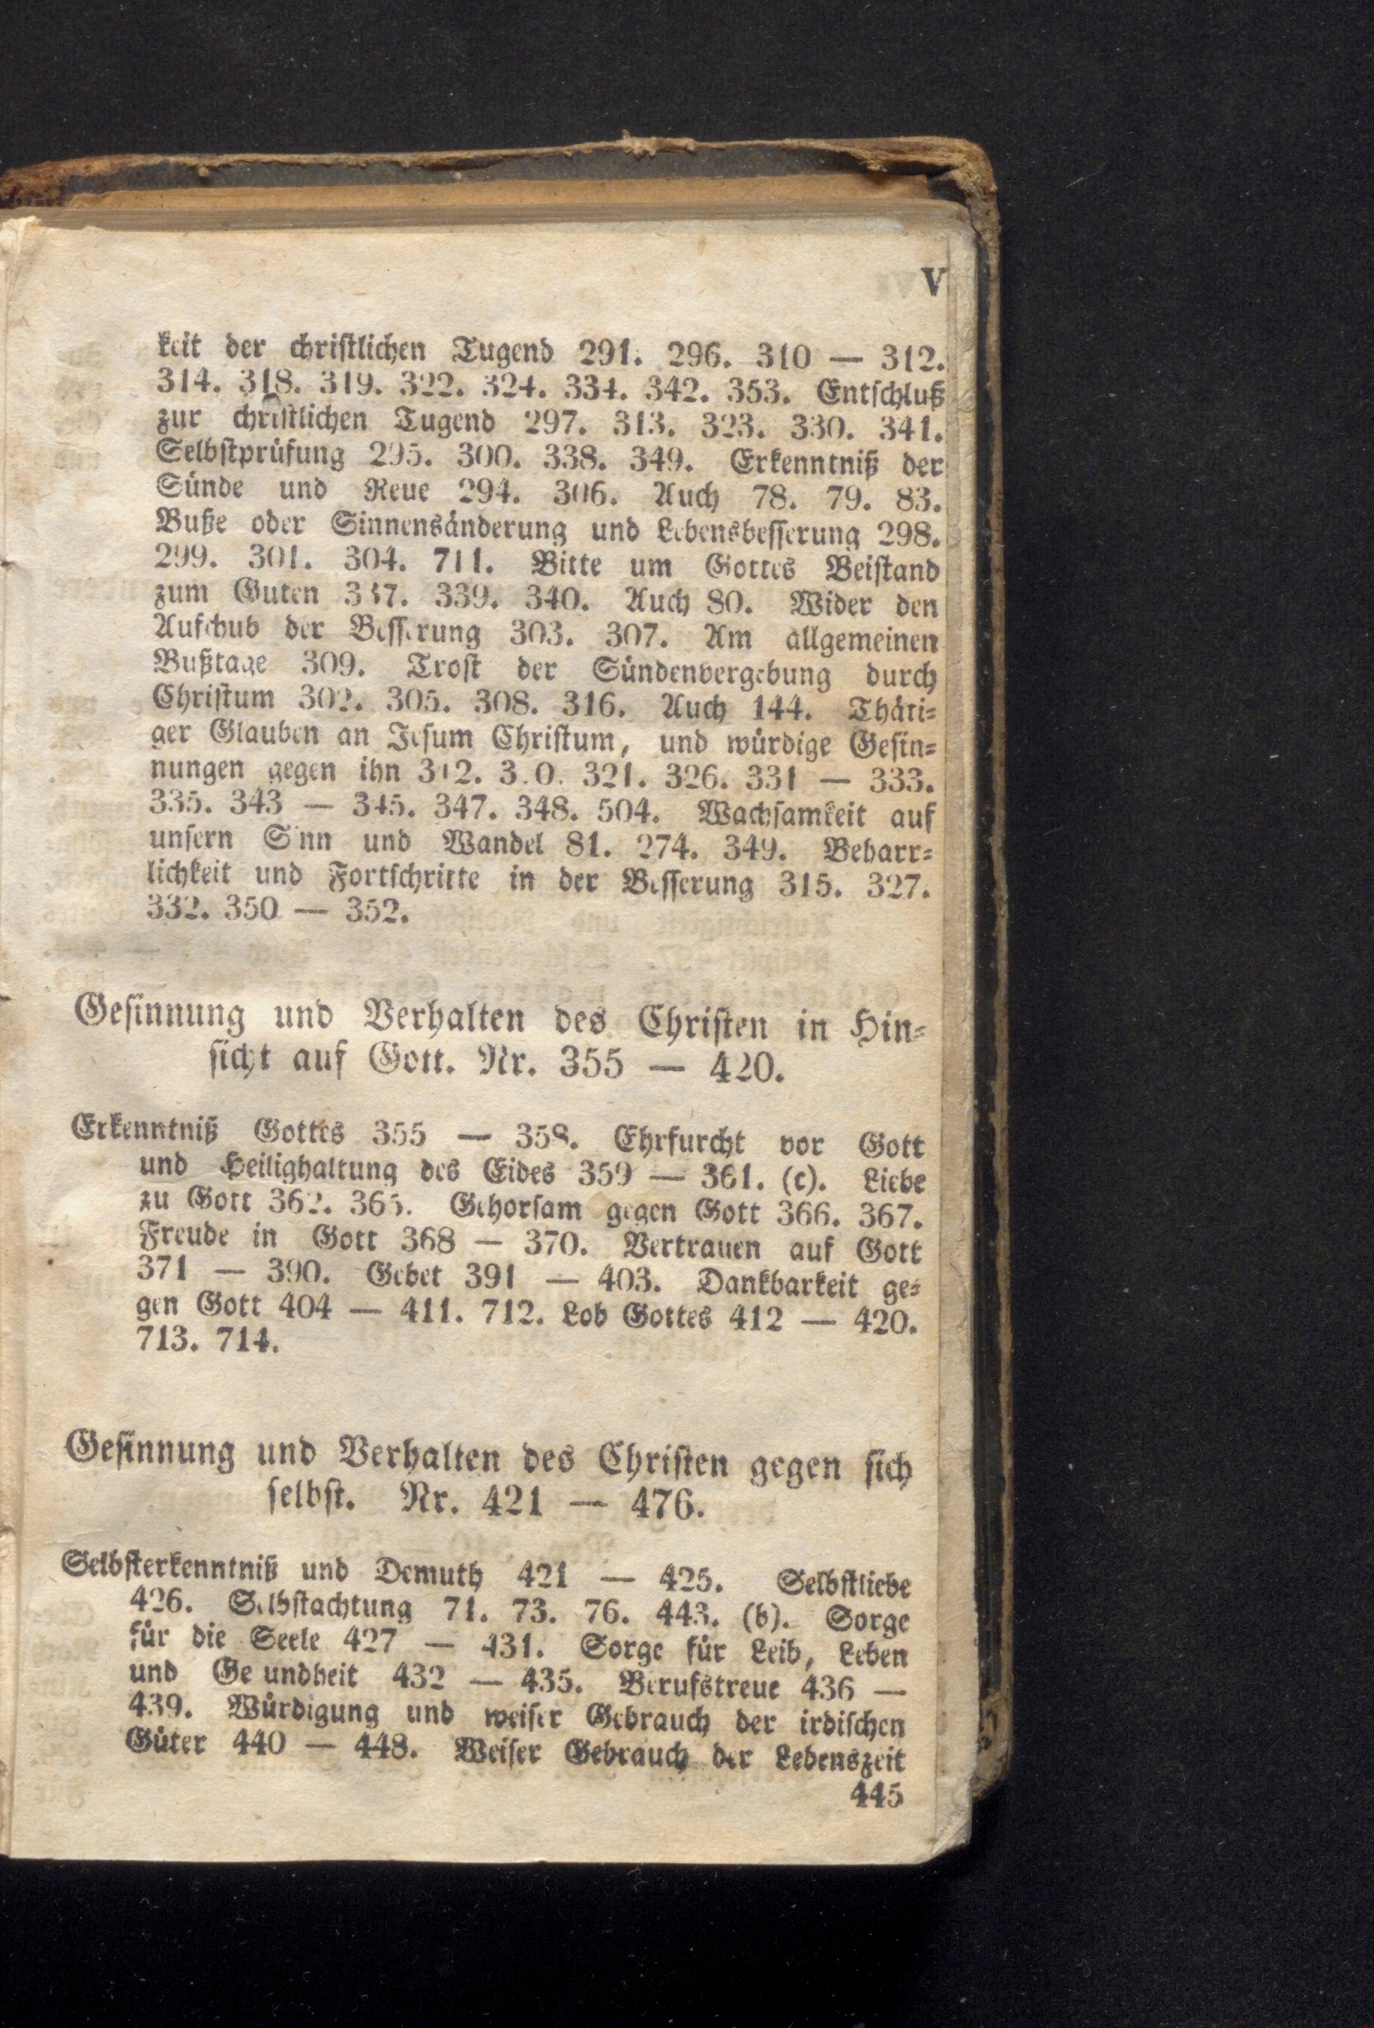 V
keit der christlichen Tugend 291. 296. 310 — 312.
314. 318. 319. 322. 324. 334. 342. 353. Entschluß
zur christlichen Tugend 297. 313. 323. 330. 341.
Selbstprüfung 295. 300. 338. 349. Erkenntniß der
Sünde und Reue 294. 306. Auch 78. 79. 83.
Buße oder Sinnensänderung und Lebensbesserung 298.
299. 301. 304. 711. Bitte um Gottes Beistand
zum Guten 339. 340. Auch 80. Wider den
Aufschub der Besserung 303. 307. Am allgemeinen
Bußtage 309. Trost der Sündenvergebung durch
Christum 302. 305. 308. 316. Auch 144. Thäti-
ger Glauben an Jesum Christum, und würdige Gesin-
nungen gegen ihn 321. 326. 331 — 333.
335. 343 — 345. 347. 348. 504. Wachsamkeit auf
unsern Sinn und Wandel 81. 274. 349. Beharr-
lichkeit und Fortschritte in der Besserung 315. 327.
332. 350 — 352.
Gesinnung und Verhalten des Christen in Hin-
sicht auf Gott. Nr. 355 — 420.
Erkenntniß Gottes 355 — 358. Ehrfurcht vor Gott
und Heilighaltung des Eides 359 — 361. (c). Liebe
zu Gott 362. 365. Gehorsam gegen Gott 366. 367.
Freude in Gott 368 — 370. Vertrauen auf Gott
371 — 390. Gebet 391 — 403. Dankbarkeit ge-
gen Gott 404 — 411. 712. Lob Gottes 412 — 420.
713. 714.
Gesinnung und Verhalten des Christen gegen sich
selbst. Nr. 421 — 476.
Selbsterkenntniß und Demuth 421 — 425. Selbstliebe
426. Selbstachtung 71. 73. 76. 443. (b). Sorge
für die Seele 427 — 431. Sorge für Leib, Leben
und Gesundheit 432 — 435. Berufstreue 436 —
439. Würdigung und weiser Gebrauch der irdischen
Güter 440 — 448. Weiser Gebrauch der Lebenszeit
445